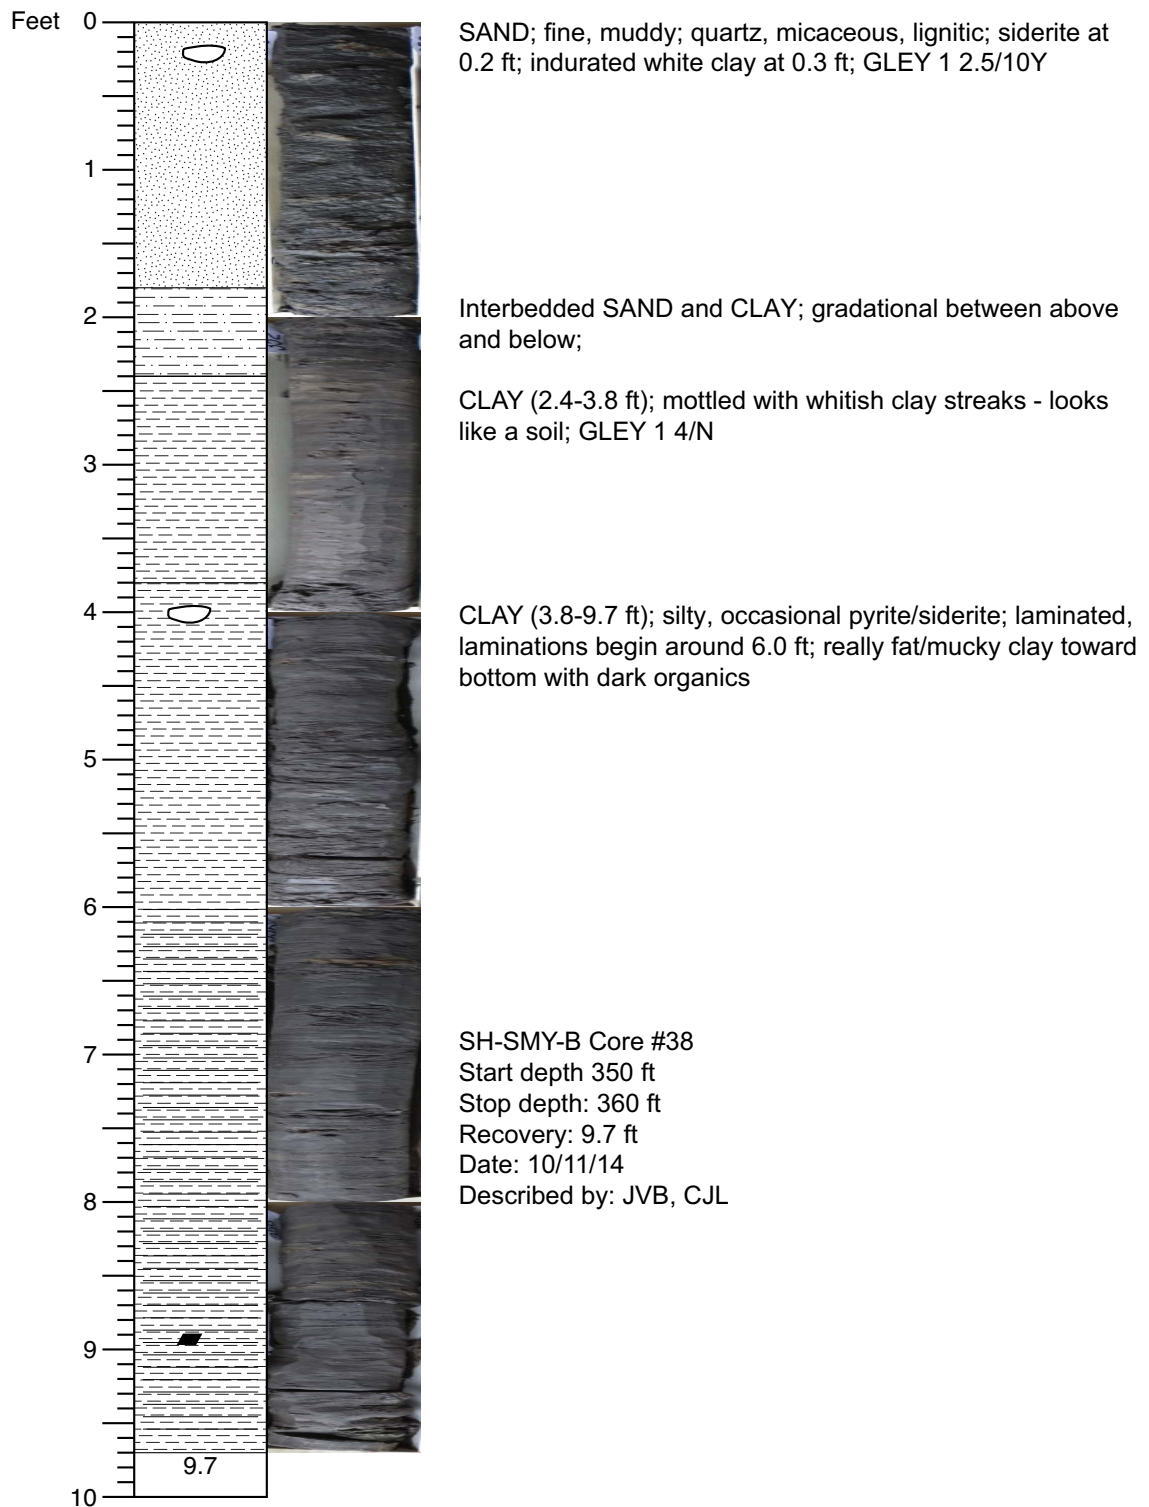 Feet 0
SAND; fine, muddy; quartz, micaceous, lignitic; siderite at
0.2 ft; indurated white clay at 0.3 ft; GLEY 1 2.5/10Y
1
2
Interbedded SAND and CLAY; gradational between above
and below;
CLAY (2.4-3.8 ft); mottled with whitish clay streaks - looks
like a soil; GLEY 1 4/N
3
4
CLAY (3.8-9.7 ft); silty, occasional pyrite/siderite; laminated,
laminations begin around 6.0 ft; really fat/mucky clay toward
bottom with dark organics
5
6
7
SH-SMY-B Core #38
Start depth 350 ft
Stop depth: 360 ft
Recovery: 9.7 ft
Date: 10/11/14
Described by: JVB, CJL
8
9
9.7
10